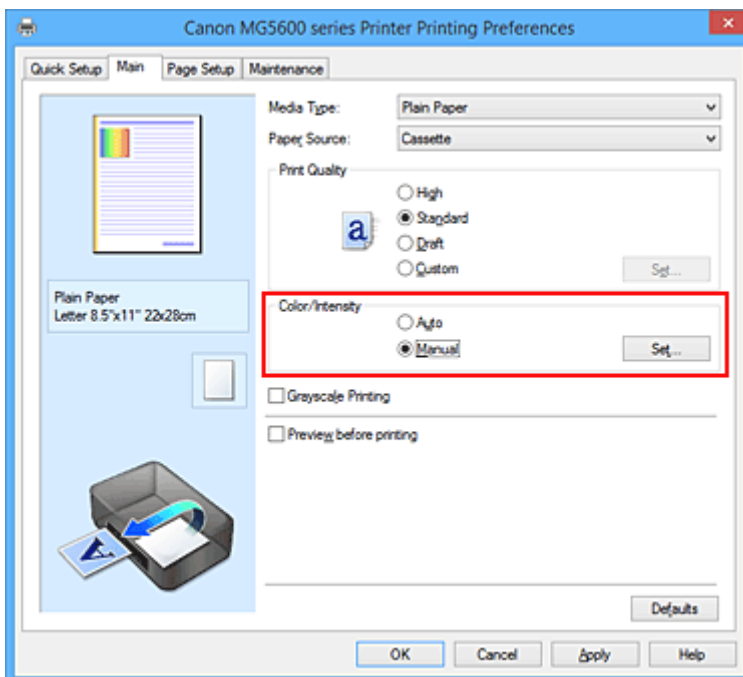 Canon MG5600 series Printer Printing Preferences
Quick Setup Main Page Setup Maintenance
Media Type: Plain Paper
Paper Source: Cassette
Print Quality
High
Standard
Draft
Custom Set...
a
Plain Paper
Letter 8.5"x11" 22x28cm
Color/Intensity
Auto
Manual Set...
Grayscale Printing
Preview before printing
A
Defaults
OK Cancel Apply Help